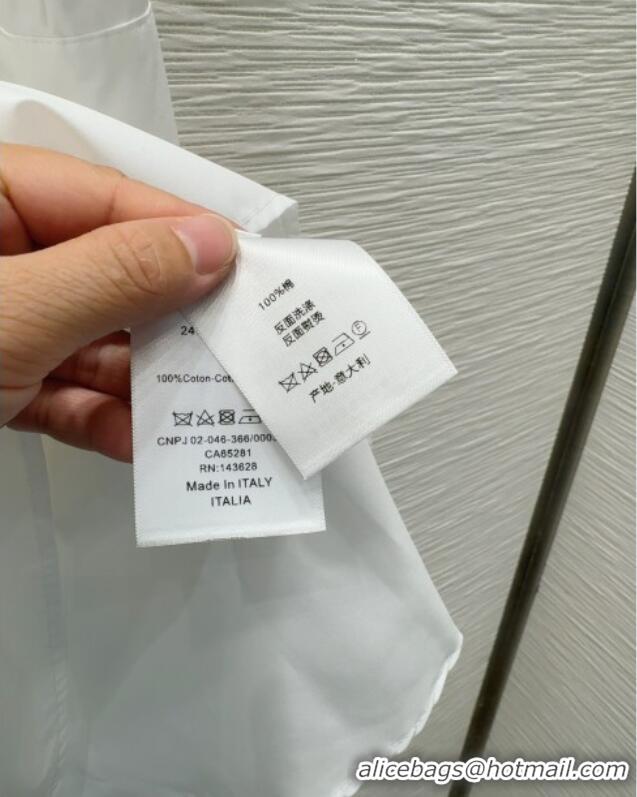 100%棉
反面洗涤
反面熨烫
产地:意大利
24
100%Coton-Cot
CNPJ 02-046-366/000
CA65281
RN:143628
Made In ITALY
ITALIA
alicebags@hotmail.com